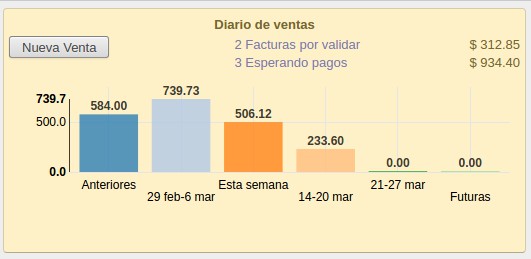 Diario de ventas
Nueva Venta
2 Facturas por validar $ 312.85
3 Esperando pagos $ 934.40
739.7
500.0
0.0
584.00
739.73
506.12
233.60
0.00
0.00
Anteriores
29 feb-6 mar
Esta semana
14-20 mar
21-27 mar
Futuras